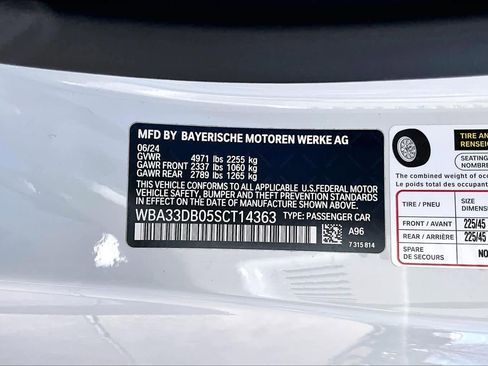 MFD BY BAYERISCHE MOTOREN WERKE AG
06/24
GVWR 4971 lbs 2255 kg
GAWR FRONT 2337 lbs 1060 kg
GAWR REAR 2789 lbs 1265 kg
THIS VEHICLE CONFORMS TO ALL APPLICABLE U.S.FEDERAL MOTOR
VEHICLE SAFETY, BUMPER, AND THEFT PREVENTION STANDARDS
IN EFFECT ON THE DATE OF MANUFACTURE SHOWN ABOVE.
WBA33DB05SCT14363 TYPE: PASSENGER CAR
A96
7 315 814
TIRE AN
RENSEI
The combined weight of occ
Le poids total des occupant
TIRE / PNEU SIZE
DIMENS
FRONT / AVANT 225/45
REAR / ARRIÈRE 225/45
SPARE
DE SECOURS NO